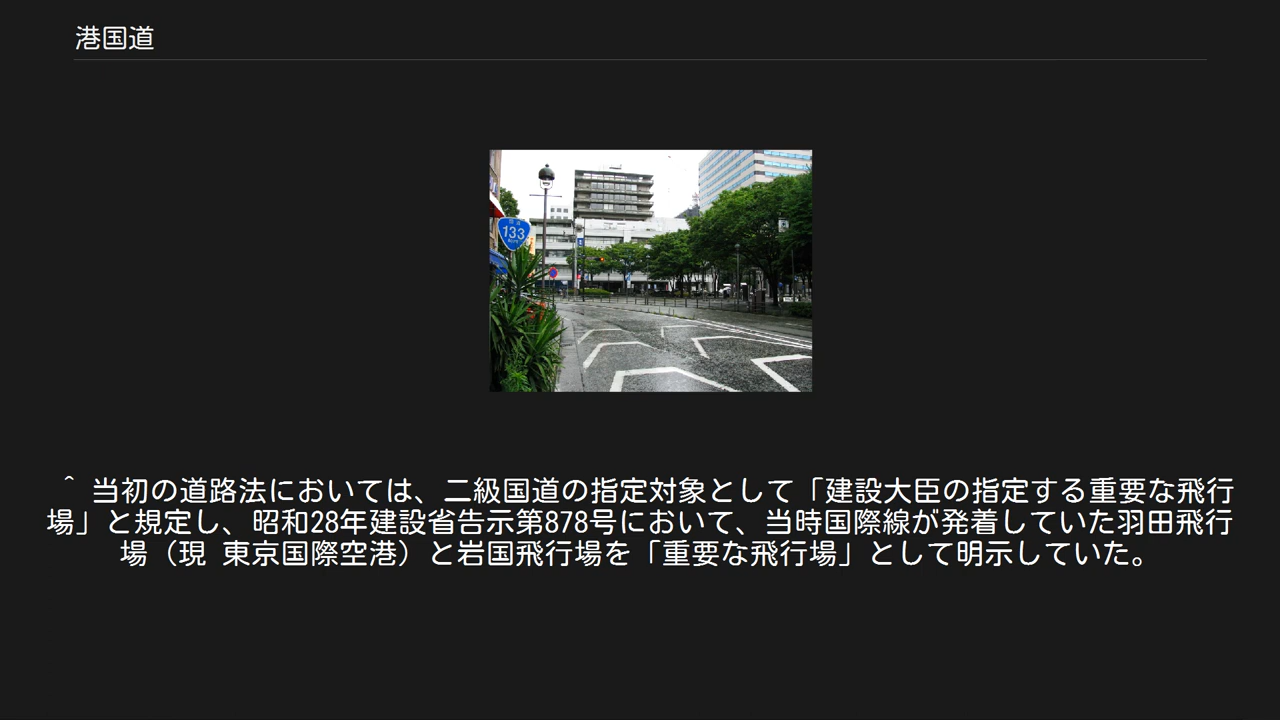 港国道
133
＾ 当初の道路法においては、二級国道の指定対象として「建設大臣の指定する重要な飛行
場」と規定し、昭和28年建設省告示第878号において、当時国際線が発着していた羽田飛行
場（現 東京国際空港）と岩国飛行場を「重要な飛行場」として明示していた。